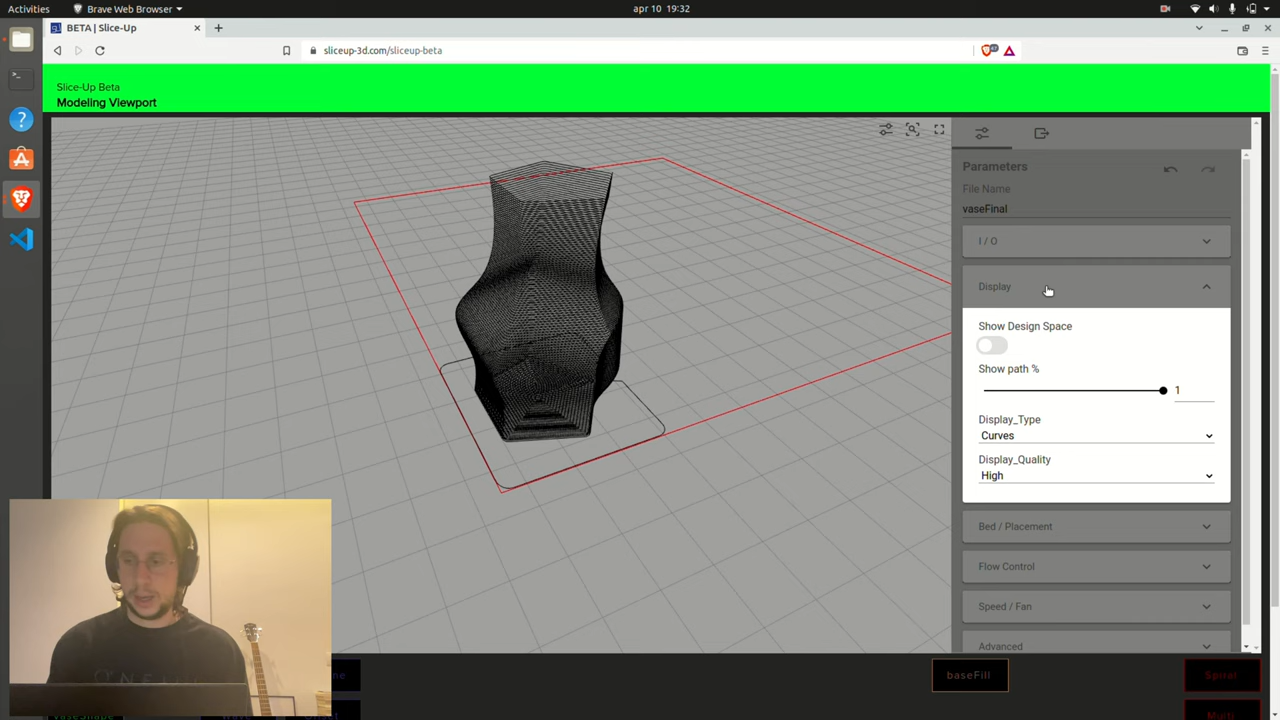 Activities
Brave Web Browser
apr 10 19:32
BETA | Slice-Up
sliceup-3d.com/sliceup-beta
Slice-Up Beta
Modeling Viewport
Parameters
File Name
vaseFinal
I / O
Display
Show Design Space
Show path %
1
Display_Type
Curves
Display_Quality
High
Bed / Placement
Flow Control
Speed / Fan
Advanced
baseFill
Spiral